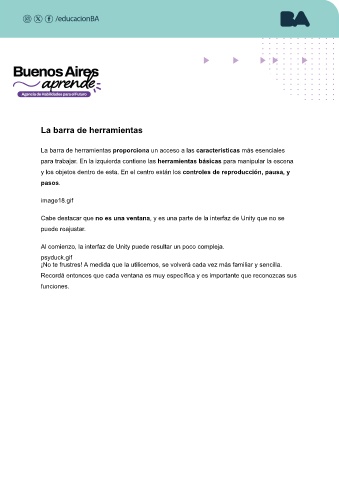 /educacionBA
BA
Buenos Aires
aprende
Agencia de Habilidades para el Futuro
La barra de herramientas
La barra de herramientas proporciona un acceso a las características más esenciales
para trabajar. En la izquierda contiene las herramientas básicas para manipular la escena
y los objetos dentro de esta. En el centro están los controles de reproducción, pausa, y
pasos.
image18.gif
Cabe destacar que no es una ventana, y es una parte de la interfaz de Unity que no se
puede reajustar.
Al comienzo, la interfaz de Unity puede resultar un poco compleja.
psyduck.gif
¡No te frustres! A medida que la utilicemos, se volverá cada vez más familiar y sencilla.
Recordá entonces que cada ventana es muy específica y es importante que reconozcas sus
funciones.